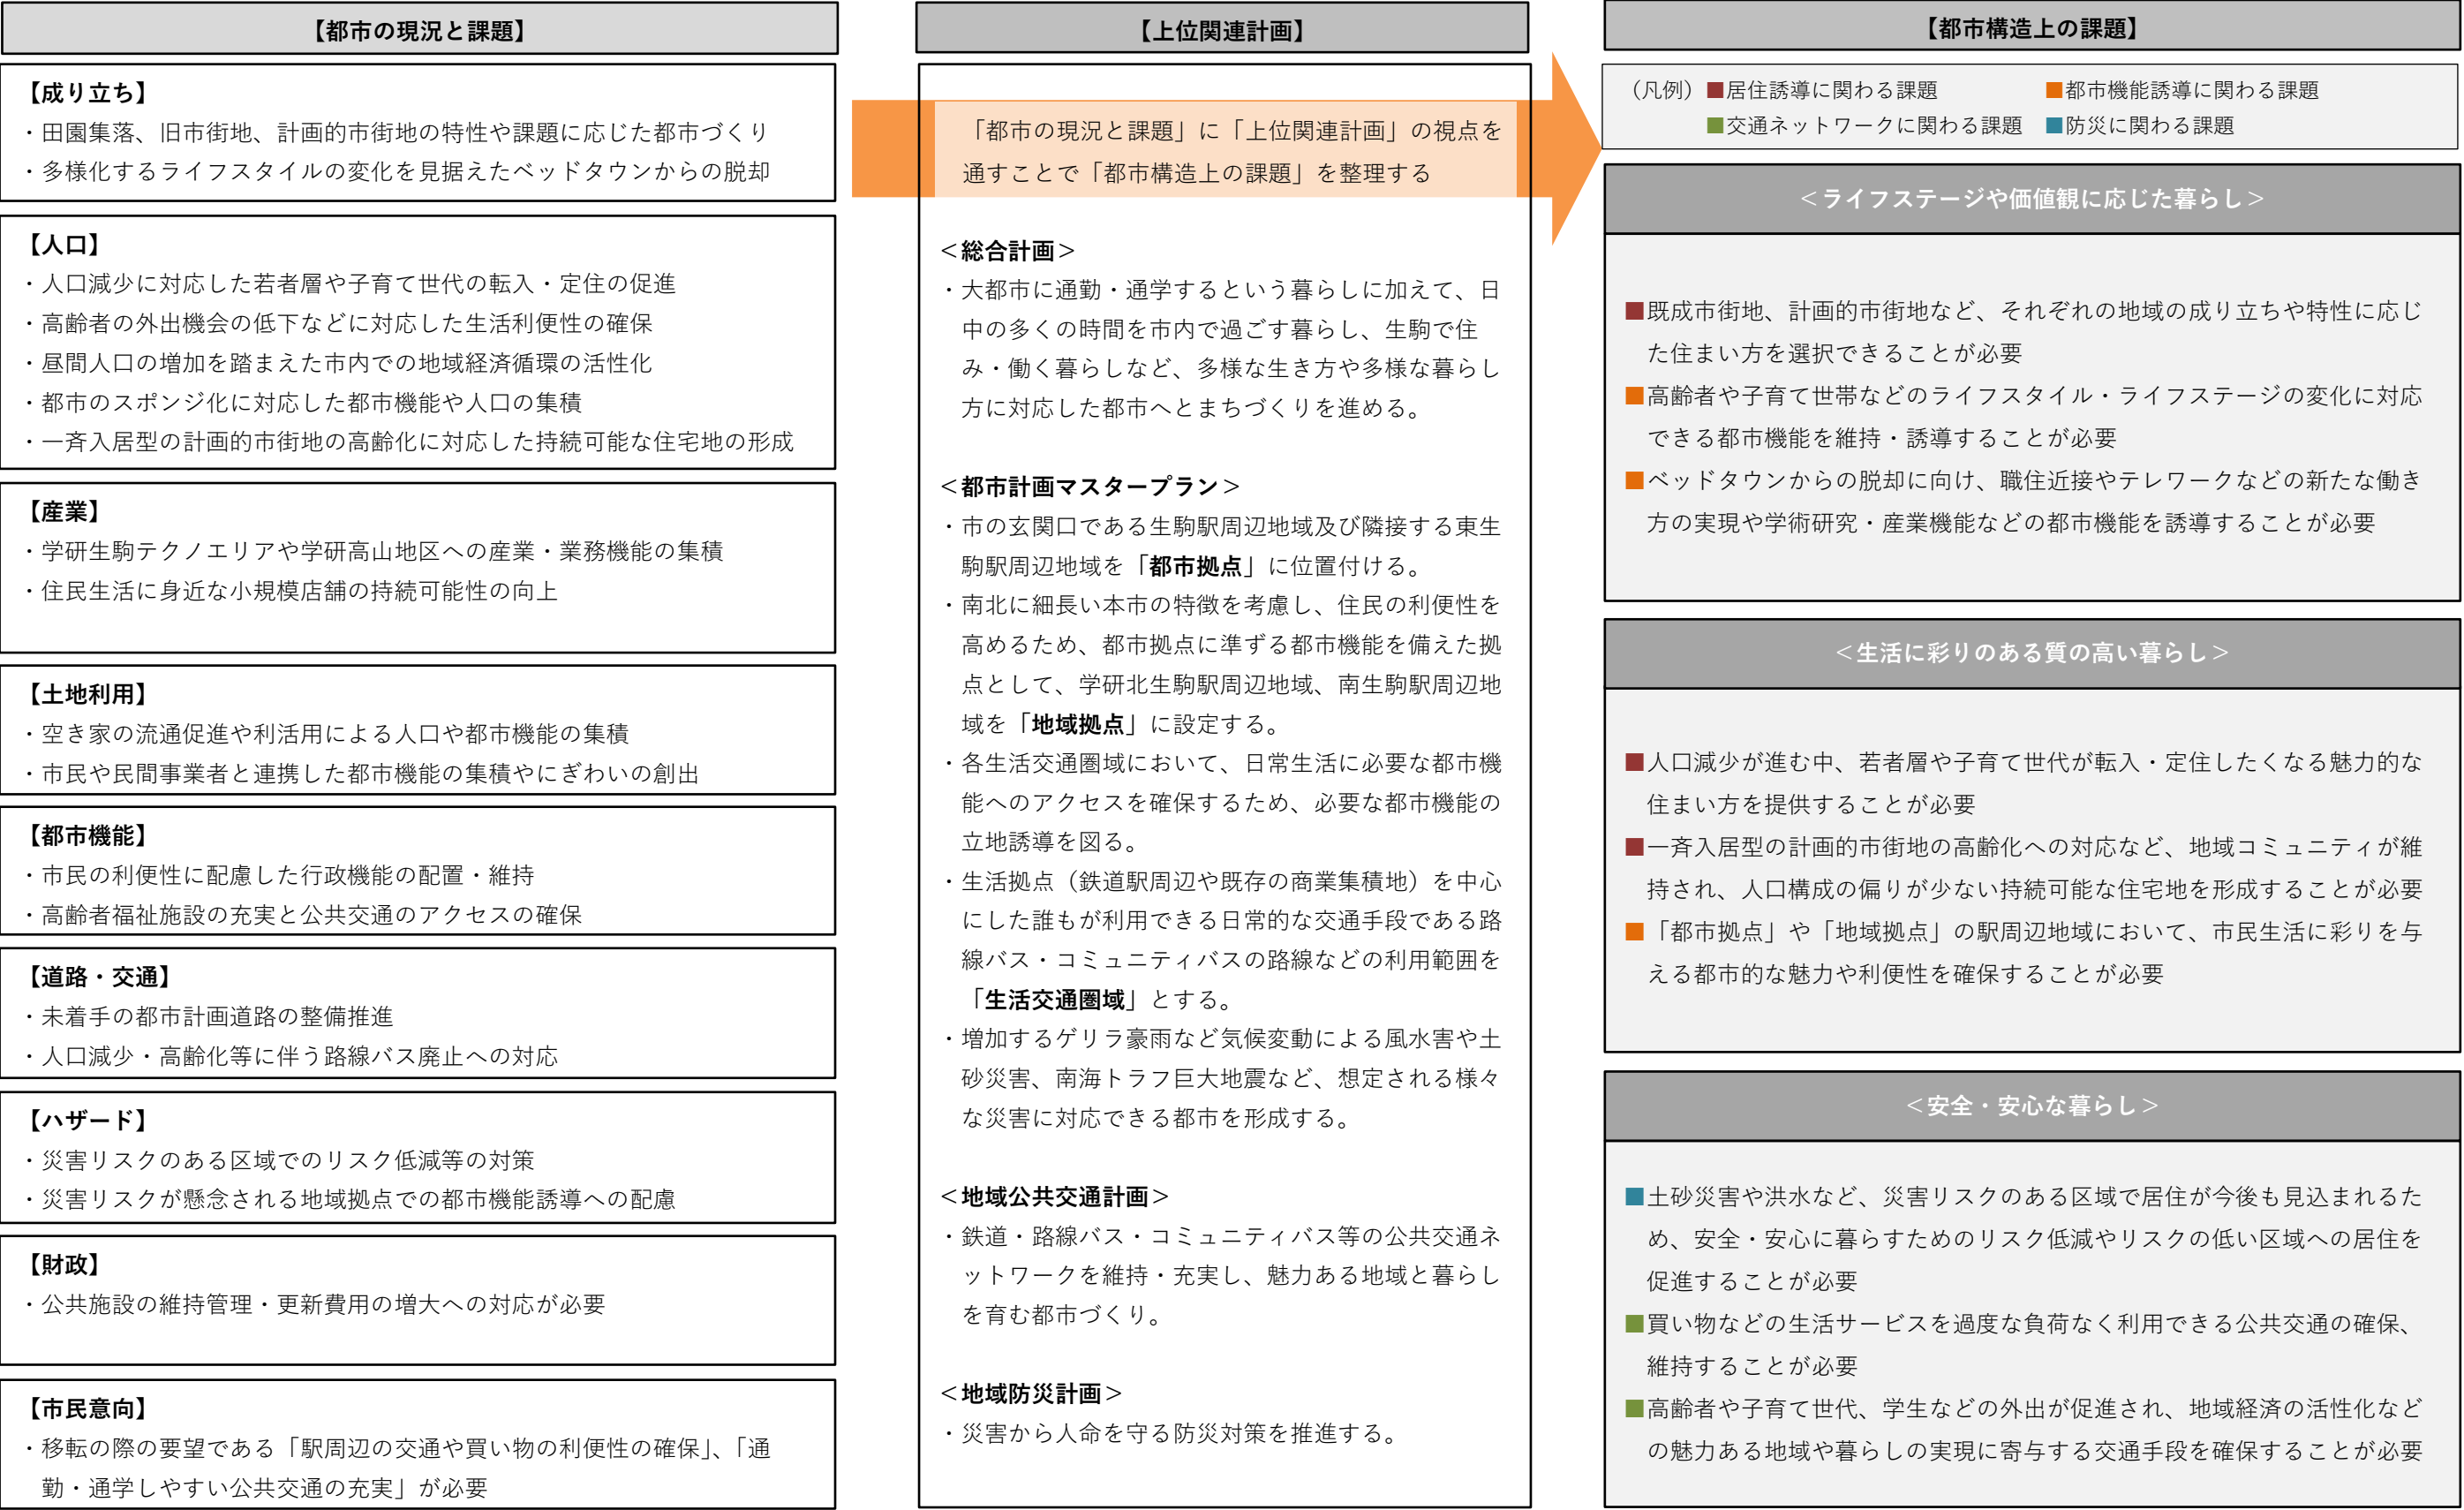 【都市の現況と課題】
【成り立ち】
・田園集落、旧市街地、計画的市街地の特性や課題に応じた都市づくり
・多様化するライフスタイルの変化を見据えたベッドタウンからの脱却
【人口】
・人口減少に対応した若者層や子育て世代の転入・定住の促進
・高齢者の外出機会の低下などに対応した生活利便性の確保
・昼間人口の増加を踏まえた市内での地域経済循環の活性化
・都市のスポンジ化に対応した都市機能や人口の集積
・一斉入居型の計画的市街地の高齢化に対応した持続可能な住宅地の形成
【産業】
・学研生駒テクノエリアや学研高山地区への産業・業務機能の集積
・住民生活に身近な小規模店舗の持続可能性の向上
【土地利用】
・空き家の流通促進や利活用による人口や都市機能の集積
・市民や民間事業者と連携した都市機能の集積やにぎわいの創出
【都市機能】
・市民の利便性に配慮した行政機能の配置・維持
・高齢者福祉施設の充実と公共交通のアクセスの確保
【道路・交通】
・未着手の都市計画道路の整備推進
・人口減少・高齢化等に伴う路線バス廃止への対応
【ハザード】
・災害リスクのある区域でのリスク低減等の対策
・災害リスクが懸念される地域拠点での都市機能誘導への配慮
【財政】
・公共施設の維持管理・更新費用の増大への対応が必要
【市民意向】
・移転の際の要望である「駅周辺の交通や買い物の利便性の確保」、「通
勤・通学しやすい公共交通の充実」が必要
【上位関連計画】
「都市の現況と課題」に「上位関連計画」の視点を
通すことで「都市構造上の課題」を整理する
＜総合計画＞
・大都市に通勤・通学するという暮らしに加えて、日
中の多くの時間を市内で過ごす暮らし、生駒で住
み・働く暮らしなど、多様な生き方や多様な暮らし
方に対応した都市へとまちづくりを進める。
＜都市計画マスタープラン＞
・市の玄関口である生駒駅周辺地域及び隣接する東生
駒駅周辺地域を「都市拠点」に位置付ける。
・南北に細長い本市の特徴を考慮し、住民の利便性を
高めるため、都市拠点に準ずる都市機能を備えた拠
点として、学研北生駒駅周辺地域、南生駒駅周辺地
域を「地域拠点」に設定する。
・各生活交通圏域において、日常生活に必要な都市機
能へのアクセスを確保するため、必要な都市機能の
立地誘導を図る。
・生活拠点（鉄道駅周辺や既存の商業集積地）を中心
にした誰もが利用できる日常的な交通手段である路
線バス・コミュニティバスの路線などの利用範囲を
「生活交通圏域」とする。
・増加するゲリラ豪雨など気候変動による風水害や土
砂災害、南海トラフ巨大地震など、想定される様々
な災害に対応できる都市を形成する。
＜地域公共交通計画＞
・鉄道・路線バス・コミュニティバス等の公共交通ネ
ットワークを維持・充実し、魅力ある地域と暮らし
を育む都市づくり。
＜地域防災計画＞
・災害から人命を守る防災対策を推進する。
【都市構造上の課題】
（凡例）■居住誘導に関わる課題 ■都市機能誘導に関わる課題
■交通ネットワークに関わる課題 ■防災に関わる課題
＜ライフステージや価値観に応じた暮らし＞
■既成市街地、計画的市街地など、それぞれの地域の成り立ちや特性に応じ
た住まい方を選択できることが必要
■高齢者や子育て世帯などのライフスタイル・ライフステージの変化に対応
できる都市機能を維持・誘導することが必要
■ベッドタウンからの脱却に向け、職住近接やテレワークなどの新たな働き
方の実現や学術研究・産業機能などの都市機能を誘導することが必要
＜生活に彩りのある質の高い暮らし＞
■人口減少が進む中、若者層や子育て世代が転入・定住したくなる魅力的な
住まい方を提供することが必要
■一斉入居型の計画的市街地の高齢化への対応など、地域コミュニティが維
持され、人口構成の偏りが少ない持続可能な住宅地を形成することが必要
■「都市拠点」や「地域拠点」の駅周辺地域において、市民生活に彩りを与
える都市的な魅力や利便性を確保することが必要
＜安全・安心な暮らし＞
■土砂災害や洪水など、災害リスクのある区域で居住が今後も見込まれるた
め、安全・安心に暮らすためのリスク低減やリスクの低い区域への居住を
促進することが必要
■買い物などの生活サービスを過度な負荷なく利用できる公共交通の確保、
維持することが必要
■高齢者や子育て世代、学生などの外出が促進され、地域経済の活性化など
の魅力ある地域や暮らしの実現に寄与する交通手段を確保することが必要